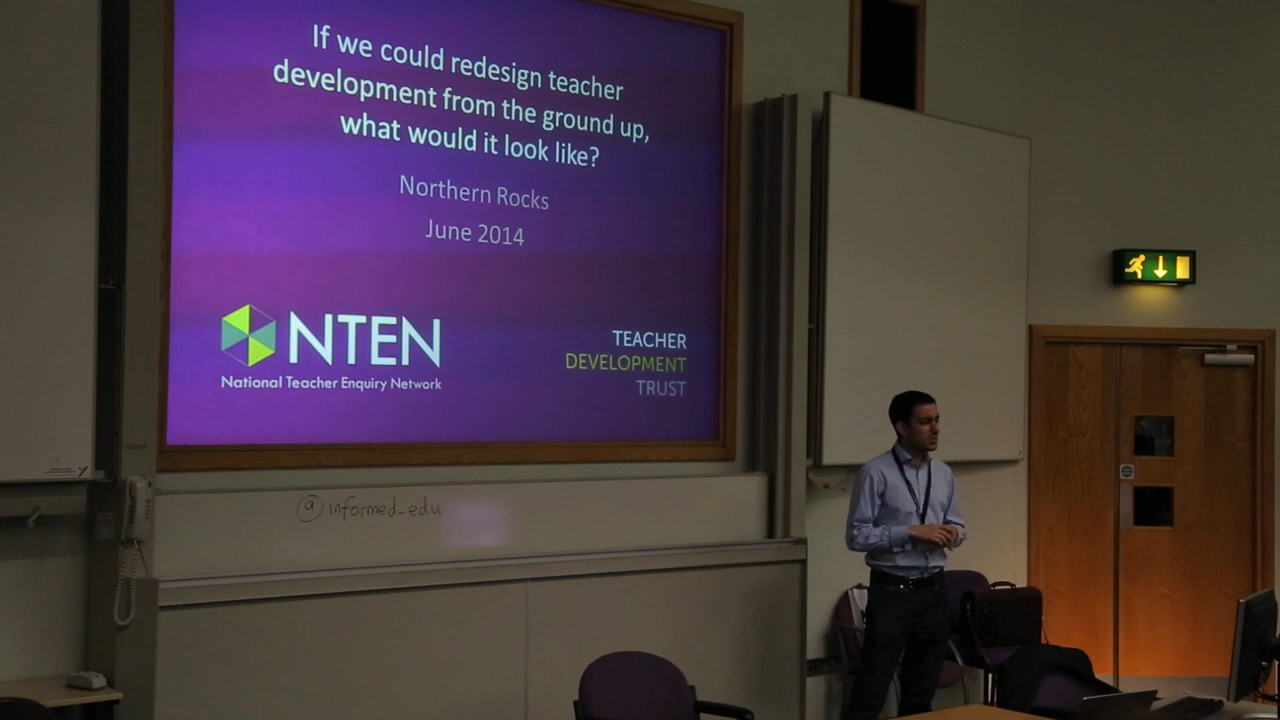 If we could redesign teacher
development from the ground up,
what would it look like?
Northern Rocks
June 2014
NTEN
National Teacher Enquiry Network
TEACHER
DEVELOPMENT
TRUST
@informed_edu